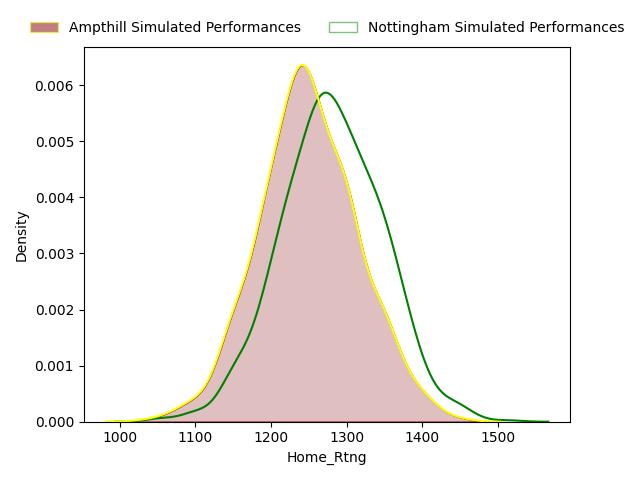 Ampthill Simulated Performances
Nottingham Simulated Performances
0.006
0.005
0.004
0.003
0.002
0.001
0.000
Density
1000 1100 1200 1300 1400 1500
Home_Rtng